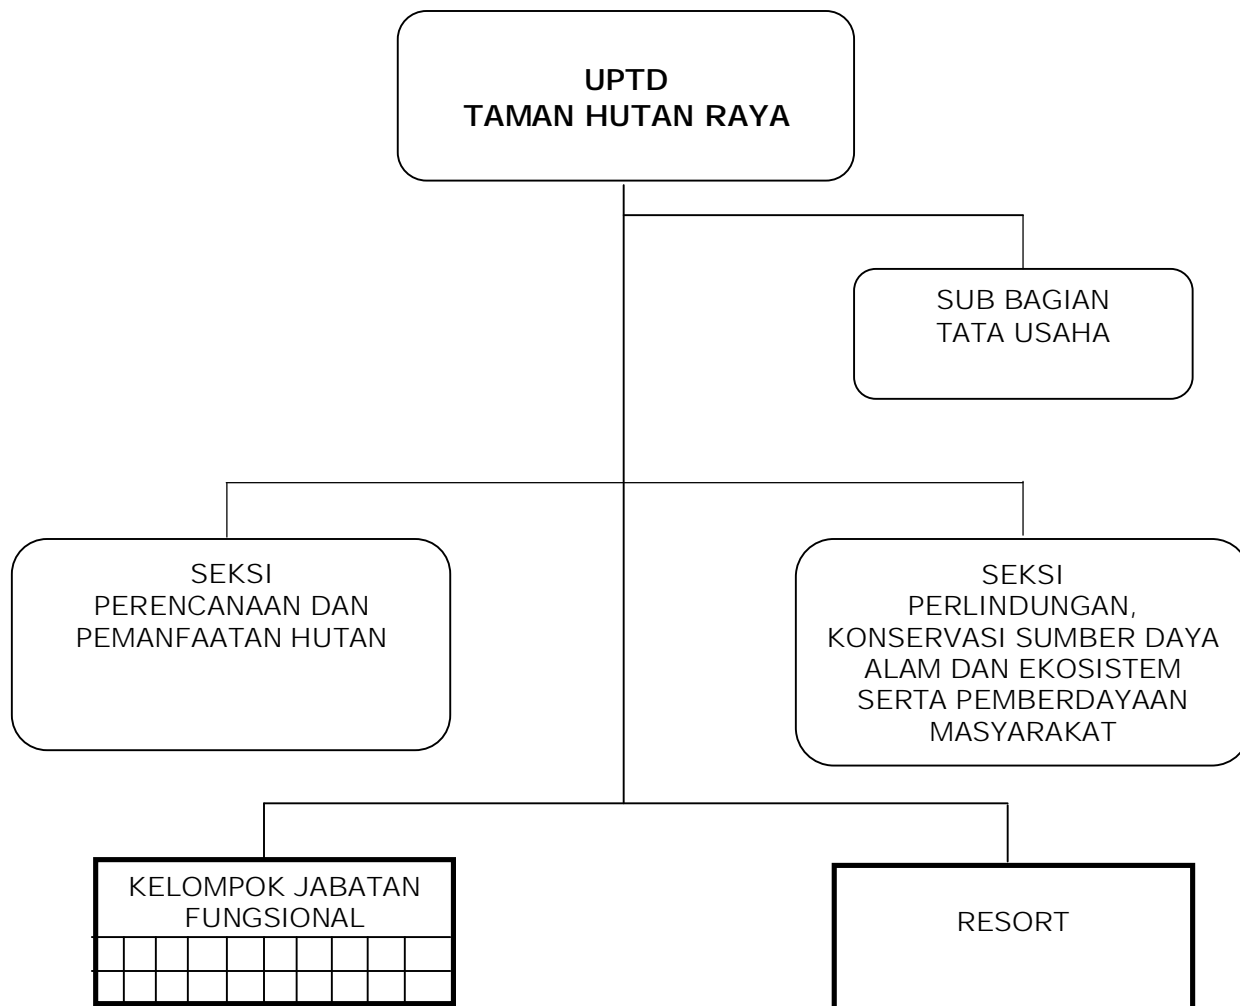 UPTD
TAMAN HUTAN RAYA
SUB BAGIAN
TATA USAHA
SEKSI
PERENCANAAN DAN
PEMANFAATAN HUTAN
SEKSI
PERLINDUNGAN,
KONSERVASI SUMBER DAYA
ALAM DAN EKOSISTEM
SERTA PEMBERDAYAAN
MASYARAKAT
KELOMPOK JABATAN
FUNGSIONAL
RESORT